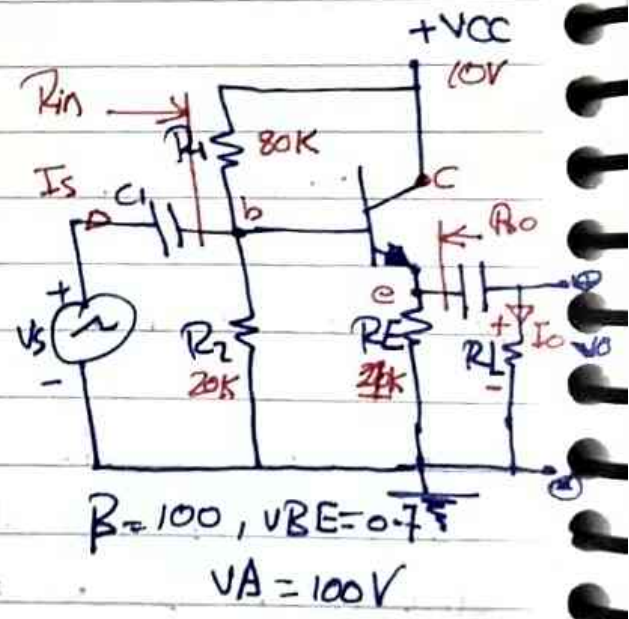 +VCC
10V
Rin
R1
80K
C
Is
C1
b
Ro
e
+
Vs
-
R2
20K
RE
RL
+
-
Io
Vo
β=100, VBE=0.7
VA=100V